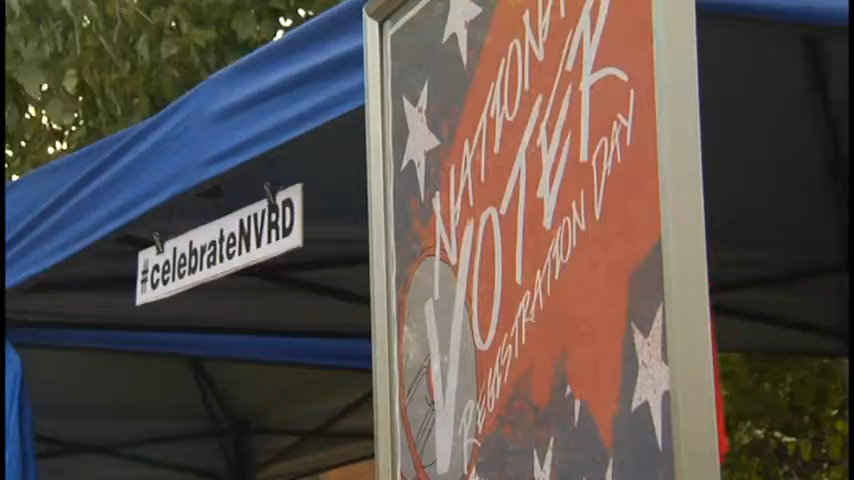 #celebrateNVRD
NATIONAL
VOTER
REGISTRATION DAY